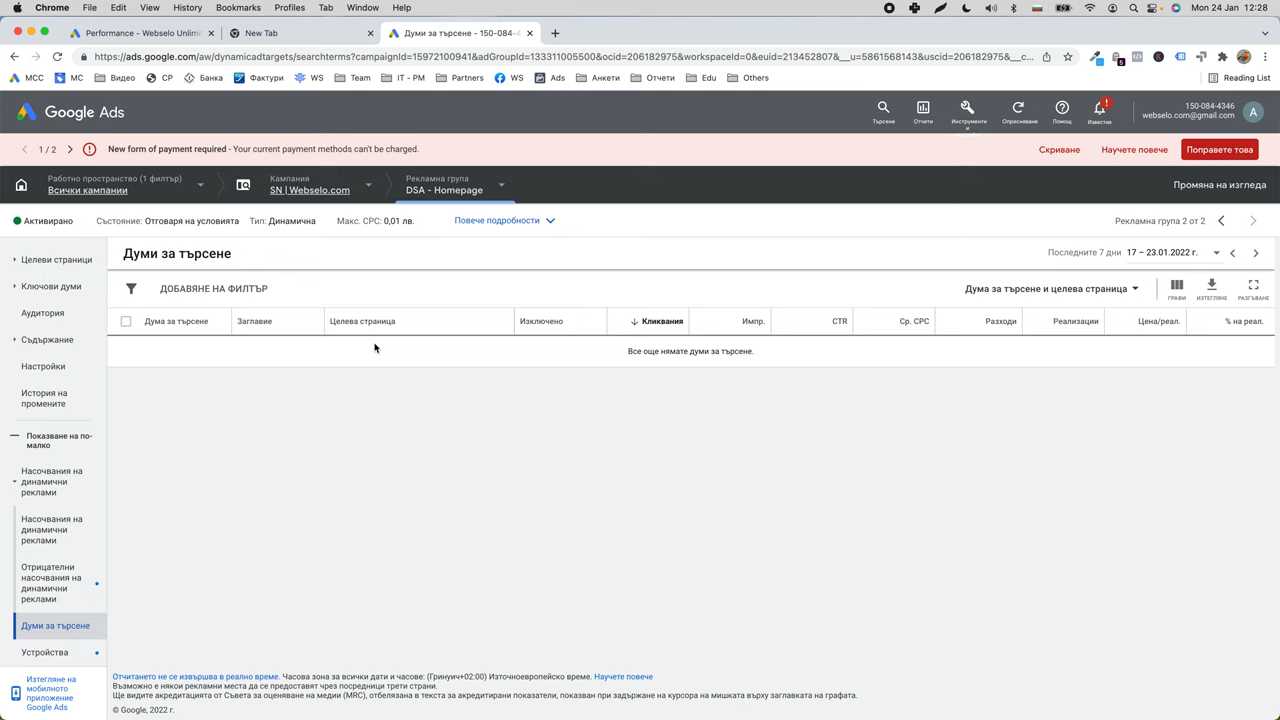 Chrome File Edit View History Bookmarks Profiles Tab Window Help Mon 24 Jan 12:28
Performance - Webselo Unlimi
New Tab
Думи за търсене - 150-084-4
https://ads.google.com/aw/dynamicadtargets/searchterms?campaignId=15972100941&adGroupId=133311005500&ocid=206182975&workspaceId=0&euid=213452807&__u=5861568143&uscid=206182975&__c...
МСС МС Видео СР Банка Фактури WS Team IT - PM Partners WS Ads Анкети Отчети Edu Others Reading List
Google Ads
Търсене
Отчети
Инструменти
и
Опресняване
Помощ
Известия
150-084-4346
webselo.com@gmail.com
A
1 / 2
New form of payment required - Your current payment methods can't be charged.
Скриване
Научете повече
Поправете това
Работно пространство (1 филтър)
Всички кампании
Кампания
SN | Webselo.com
Рекламна група
DSA - Homepage
Промяна на изгледа
Активирано
Състояние: Отговаря на условията
Тип: Динамична
Макс. CPC: 0,01 лв.
Повече подробности
Рекламна група 2 от 2
Целеви страници
Ключови думи
Аудитория
Съдържание
Настройки
История на
промените
Показване на по-
малко
Насочвания на
динамични
реклами
Насочвания на
динамични
реклами
Отрицателни
насочвания на
динамични
реклами
Думи за търсене
Устройства
Изтегляне на
мобилното
приложение
Google Ads
Думи за търсене
Последните 7 дни 17 – 23.01.2022 г.
ДОБАВЯНЕ НА ФИЛТЪР
Дума за търсене и целева страница
ГРАФИ
ИЗТЕГЛЯНЕ
РАЗГЪВАНЕ
Дума за търсене Заглавие Целева страница Изключено Кликвания Импр. CTR Ср. CPC Разходи Реализации Цена/реал. % на реал.
Все още нямате думи за търсене.
Отчитането не се извършва в реално време. Часова зона за всички дати и часове: (Гринуич+02:00) Източноевропейско време. Научете повече
Възможно е някои рекламни места да се предоставят чрез посредници трети страни.
Ще видите акредитацията от Съвета за оценяване на медии (MRC), отбелязана в текста за акредитирани показатели, показван при задържане на курсора на мишката върху заглавката на графата.
© Google, 2022 г.